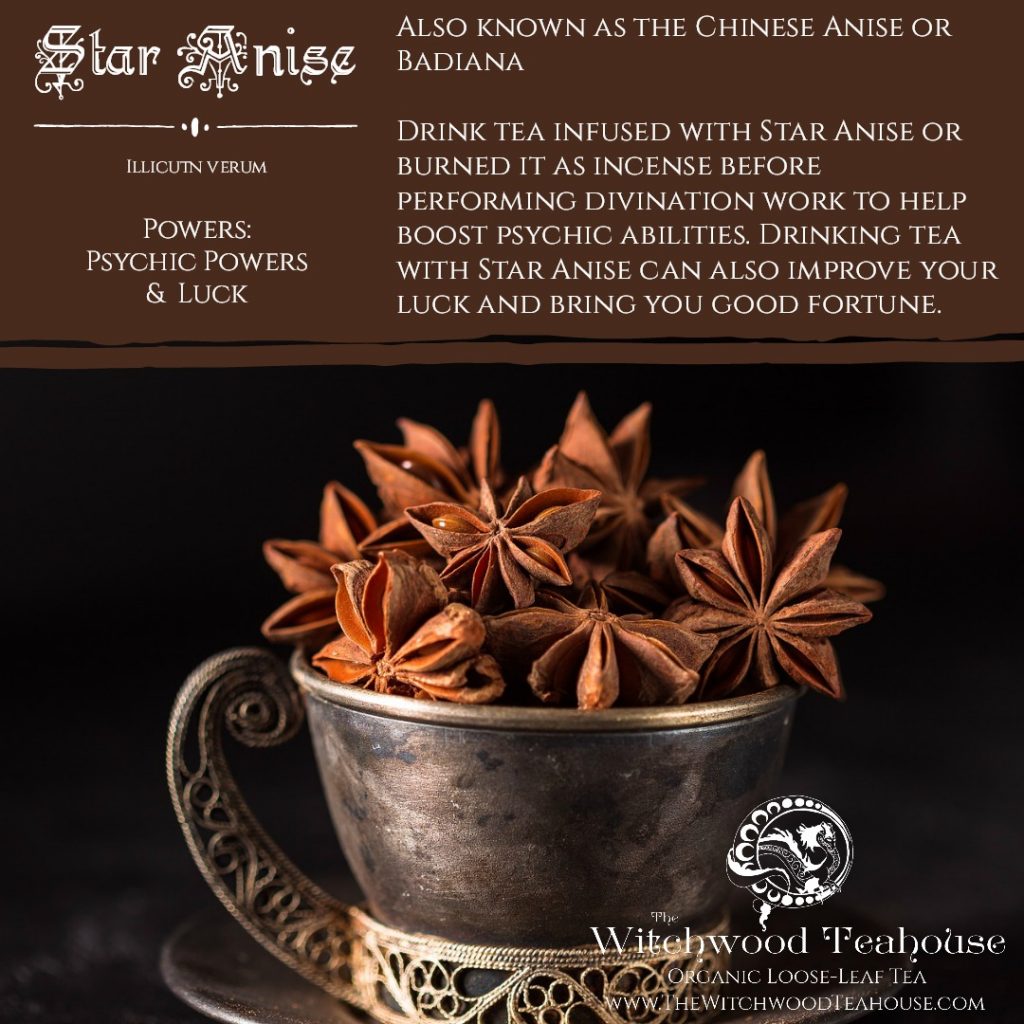 Star Anise
Illicutn verum
Powers:
Psychic Powers
& Luck
Also known as the Chinese Anise or
Badiana
Drink tea infused with Star Anise or
burned it as incense before
performing divination work to help
boost psychic abilities. Drinking tea
with Star Anise can also improve your
luck and bring you good fortune.
The
Witchwood Teahouse
Organic Loose-Leaf Tea
www.TheWitchwoodTeahouse.com